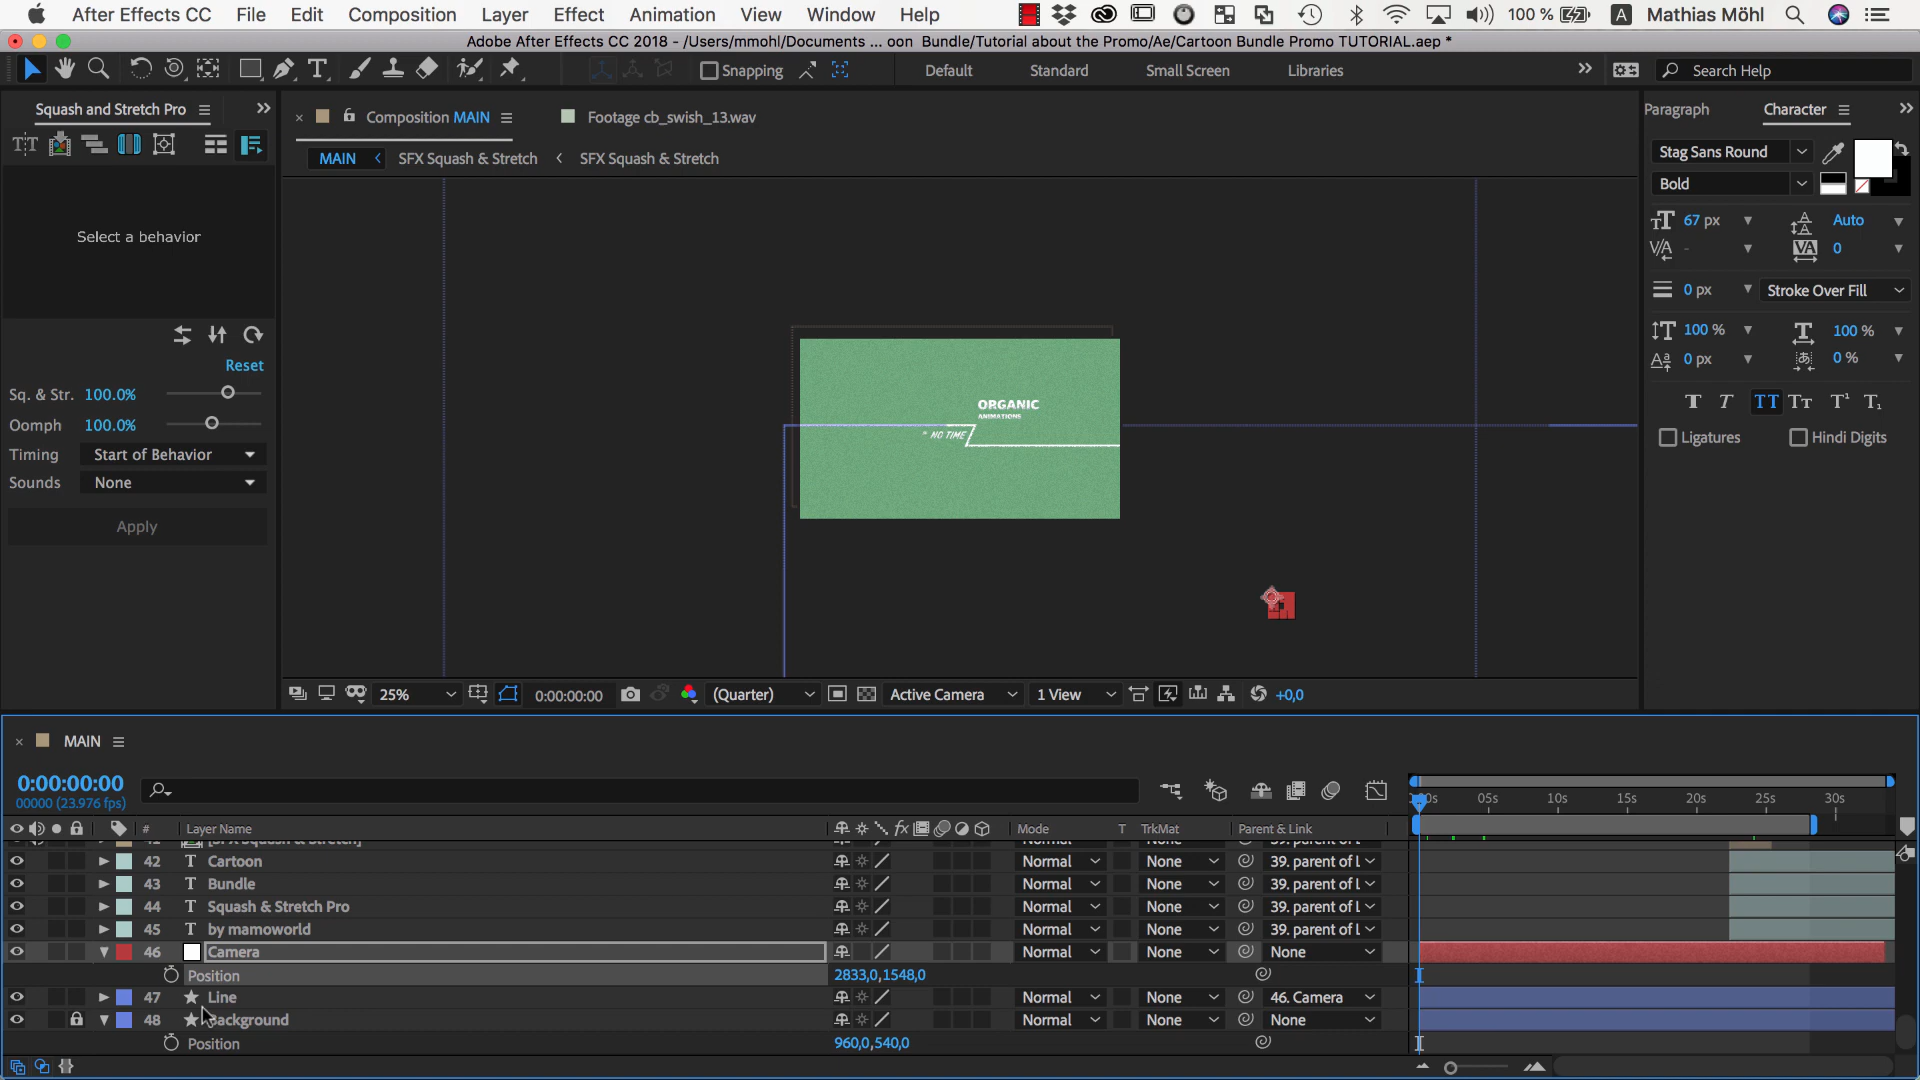 After Effects CC File Edit Composition Layer Effect Animation View Window Help 100 % A Mathias Möhl
Adobe After Effects CC 2018 - /Users/mmohl/Documents ... oon Bundle/Tutorial about the Promo/Ae/Cartoon Bundle Promo TUTORIAL.aep *
Snapping Default Standard Small Screen Libraries Search Help
Squash and Stretch Pro
Composition MAIN
Footage cb_swish_13.wav
Paragraph Character
MAIN SFX Squash & Stretch SFX Squash & Stretch
Stag Sans Round
Bold
Select a behavior
67 px Auto
- 0
0 px Stroke Over Fill
100 % 100 %
0 px 0 %
Reset
Sq. & Str. 100.0%
Oomph 100.0%
Timing Start of Behavior
Sounds None
Apply
Ligatures Hindi Digits
ORGANIC
ANIMATIONS
* NO TIME
25% 0:00:00:00 (Quarter) Active Camera 1 View +0,0
MAIN
0:00:00:00
00000 (23.976 fps)
05s 10s 15s 20s 25s 30s
# Layer Name Mode T TrkMat Parent & Link
42 T Cartoon Normal None 39. parent of l
43 T Bundle Normal None 39. parent of l
44 T Squash & Stretch Pro Normal None 39. parent of l
45 T by mamoworld Normal None 39. parent of l
46 Camera Normal None None
Position 2833,0,1548,0
47 Line Normal None 46. Camera
48 Background Normal None None
Position 960,0,540,0